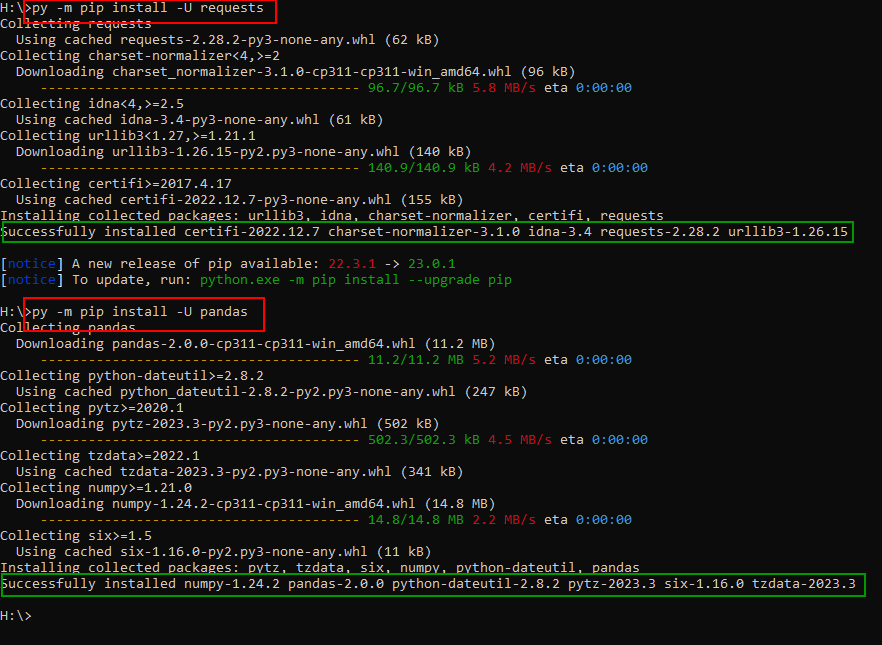 H:\>py -m pip install -U requests
Collecting requests
  Using cached requests-2.28.2-py3-none-any.whl (62 kB)
Collecting charset-normalizer<4,>=2
  Downloading charset_normalizer-3.1.0-cp311-cp311-win_amd64.whl (96 kB)
     ---------------------------------------- 96.7/96.7 kB 5.8 MB/s eta 0:00:00
Collecting idna<4,>=2.5
  Using cached idna-3.4-py3-none-any.whl (61 kB)
Collecting urllib3<1.27,>=1.21.1
  Downloading urllib3-1.26.15-py2.py3-none-any.whl (140 kB)
     ---------------------------------------- 140.9/140.9 kB 4.2 MB/s eta 0:00:00
Collecting certifi>=2017.4.17
  Using cached certifi-2022.12.7-py3-none-any.whl (155 kB)
Installing collected packages: urllib3, idna, charset-normalizer, certifi, requests
Successfully installed certifi-2022.12.7 charset-normalizer-3.1.0 idna-3.4 requests-2.28.2 urllib3-1.26.15
[notice] A new release of pip available: 22.3.1 -> 23.0.1
[notice] To update, run: python.exe -m pip install --upgrade pip
H:\>py -m pip install -U pandas
Collecting pandas
  Downloading pandas-2.0.0-cp311-cp311-win_amd64.whl (11.2 MB)
     ---------------------------------------- 11.2/11.2 MB 5.2 MB/s eta 0:00:00
Collecting python-dateutil>=2.8.2
  Using cached python_dateutil-2.8.2-py2.py3-none-any.whl (247 kB)
Collecting pytz>=2020.1
  Downloading pytz-2023.3-py2.py3-none-any.whl (502 kB)
     ---------------------------------------- 502.3/502.3 kB 4.5 MB/s eta 0:00:00
Collecting tzdata>=2022.1
  Using cached tzdata-2023.3-py2.py3-none-any.whl (341 kB)
Collecting numpy>=1.21.0
  Downloading numpy-1.24.2-cp311-cp311-win_amd64.whl (14.8 MB)
     ---------------------------------------- 14.8/14.8 MB 2.2 MB/s eta 0:00:00
Collecting six>=1.5
  Using cached six-1.16.0-py2.py3-none-any.whl (11 kB)
Installing collected packages: pytz, tzdata, six, numpy, python-dateutil, pandas
Successfully installed numpy-1.24.2 pandas-2.0.0 python-dateutil-2.8.2 pytz-2023.3 six-1.16.0 tzdata-2023.3
H:\>